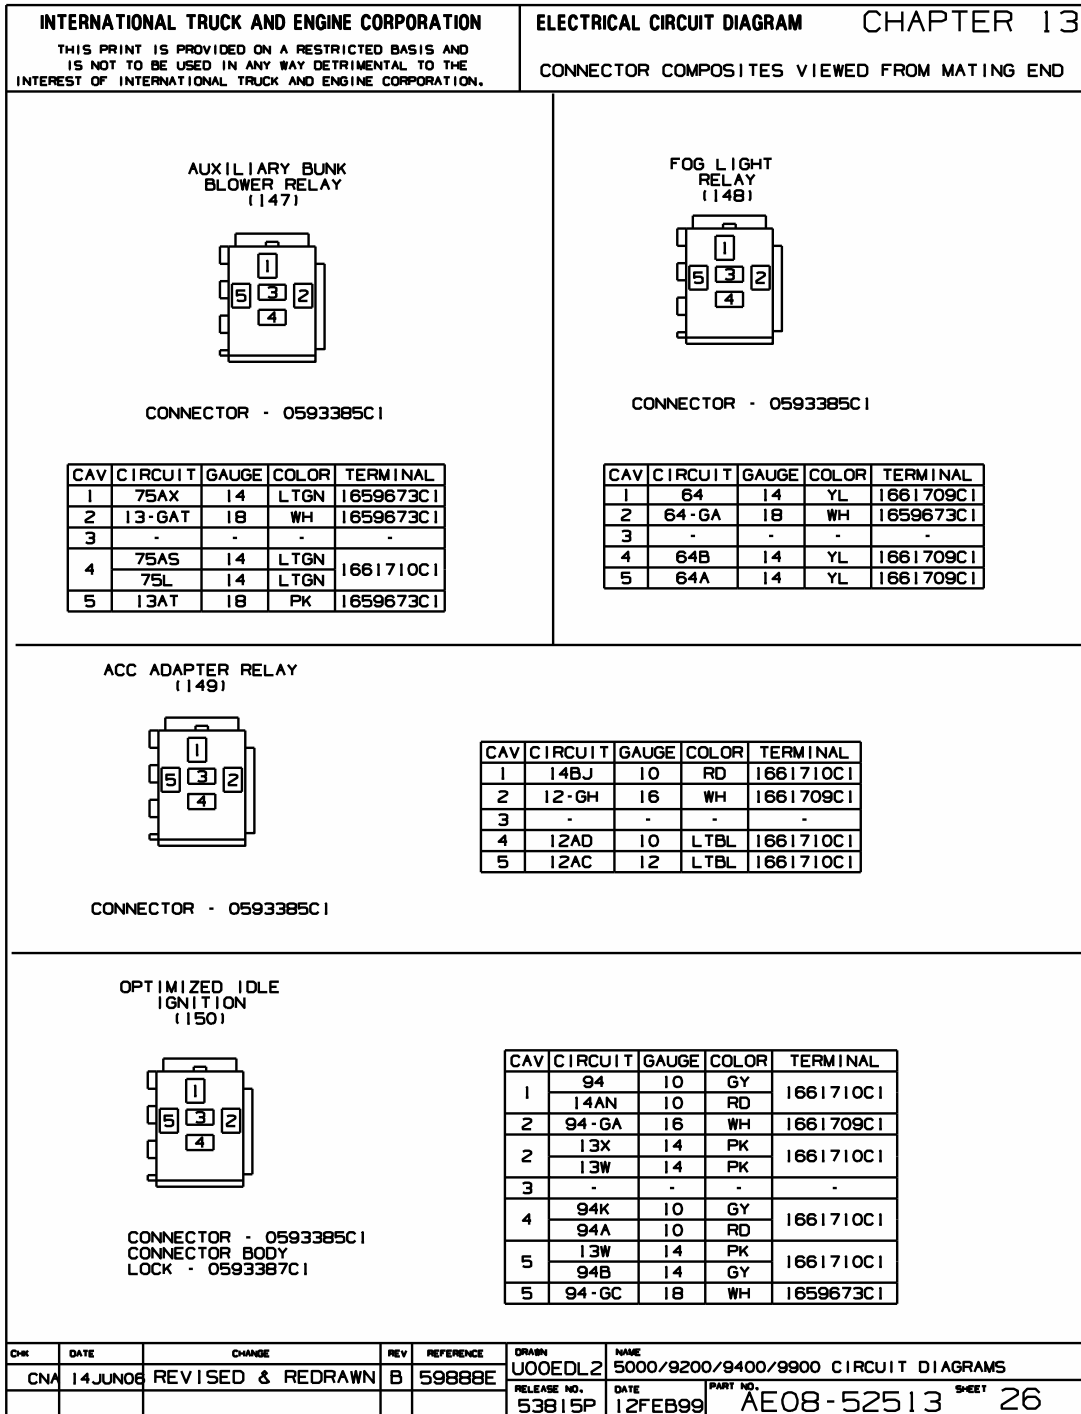 INTERNATIONAL TRUCK AND ENGINE CORPORATION
THIS PRINT IS PROVIDED ON A RESTRICTED BASIS AND
IS NOT TO BE USED IN ANY WAY DETRIMENTAL TO THE
INTEREST OF INTERNATIONAL TRUCK AND ENGINE CORPORATION.
ELECTRICAL CIRCUIT DIAGRAM CHAPTER 13
CONNECTOR COMPOSITES VIEWED FROM MATING END
AUXILIARY BUNK
BLOWER RELAY
(147)
1
5 3 2
4
CONNECTOR - 0593385C1
CAV CIRCUIT GAUGE COLOR TERMINAL
1 75AX 14 LTGN 1659673C1
2 13-GAT 18 WH 1659673C1
3 - - - -
4 75AS 14 LTGN 1661710C1
75L 14 LTGN
5 13AT 18 PK 1659673C1
FOG LIGHT
RELAY
(148)
1
5 3 2
4
CONNECTOR - 0593385C1
CAV CIRCUIT GAUGE COLOR TERMINAL
1 64 14 YL 1661709C1
2 64-GA 18 WH 1659673C1
3 - - - -
4 64B 14 YL 1661709C1
5 64A 14 YL 1661709C1
ACC ADAPTER RELAY
(149)
1
5 3 2
4
CONNECTOR - 0593385C1
CAV CIRCUIT GAUGE COLOR TERMINAL
1 14BJ 10 RD 1661710C1
2 12-GH 16 WH 1661709C1
3 - - - -
4 12AD 10 LTBL 1661710C1
5 12AC 12 LTBL 1661710C1
OPTIMIZED IDLE
IGNITION
(150)
1
5 3 2
4
CONNECTOR - 0593385C1
CONNECTOR BODY
LOCK - 0593387C1
CAV CIRCUIT GAUGE COLOR TERMINAL
1 94 10 GY 1661710C1
14AN 10 RD
2 94-GA 16 WH 1661709C1
2 13X 14 PK 1661710C1
13W 14 PK
3 - - - -
4 94K 10 GY 1661710C1
94A 10 RD
5 13W 14 PK 1661710C1
94B 14 GY
5 94-GC 18 WH 1659673C1
CHK DATE CHANGE REV REFERENCE
CNA 14JUN06 REVISED & REDRAWN B 59888E
DRAWN U00EDL2
NAME 5000/9200/9400/9900 CIRCUIT DIAGRAMS
RELEASE NO. 53815P
DATE 12FEB99
PART NO. AE08-52513
SHEET 26